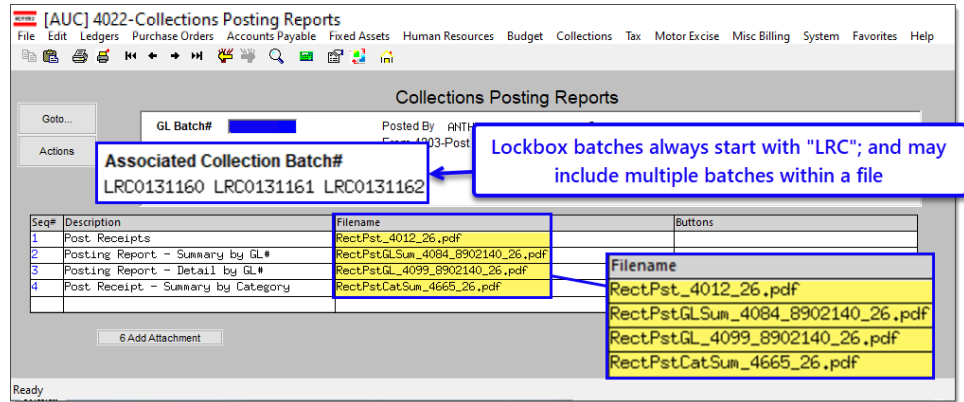 [AUC] 4022-Collections Posting Reports
File Edit Ledgers Purchase Orders Accounts Payable Fixed Assets Human Resources Budget Collections Tax Motor Excise Misc Billing System Favorites Help
Collections Posting Reports
Goto...
Actions
GL Batch#
Posted By
Lockbox batches always start with "LRC"; and may
include multiple batches within a file
Associated Collection Batch#
LRC0131160 LRC0131161 LRC0131162
Seq# Description Filename Buttons
1 Post Receipts RectPst_4012_26.pdf
2 Posting Report - Summary by GL# RectPstGLSum_4084_8902140_26.pdf
3 Posting Report - Detail by GL# RectPstGL_4099_8902140_26.pdf
4 Post Receipt - Summary by Category RectPstCatSum_4665_26.pdf
Filename
RectPst_4012_26.pdf
RectPstGLSum_4084_8902140_26.pdf
RectPstGL_4099_8902140_26.pdf
RectPstCatSum_4665_26.pdf
6 Add Attachment
Ready